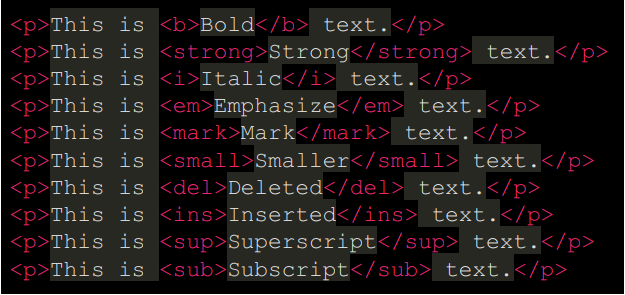 <p>This is <b>Bold</b> text.</p>
<p>This is <strong>Strong</strong> text.</p>
<p>This is <i>Italic</i> text.</p>
<p>This is <em>Emphasize</em> text.</p>
<p>This is <mark>Mark</mark> text.</p>
<p>This is <small>Smaller</small> text.</p>
<p>This is <del>Deleted</del> text.</p>
<p>This is <ins>Inserted</ins> text.</p>
<p>This is <sup>Superscript</sup> text.</p>
<p>This is <sub>Subscript</sub> text.</p>